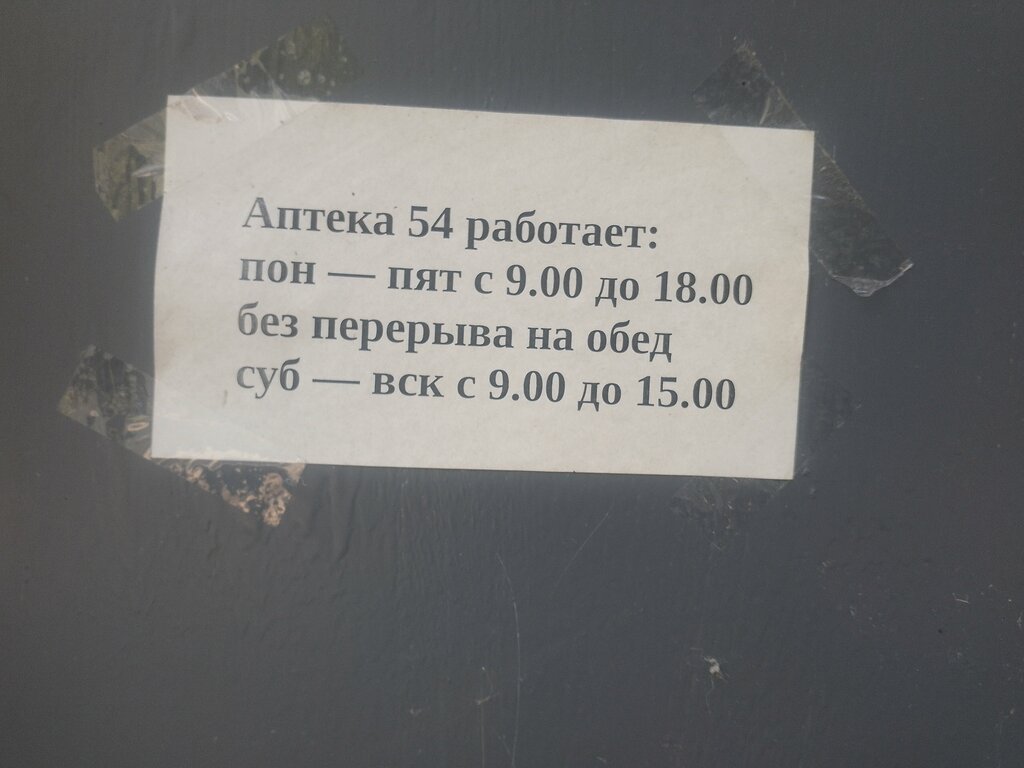 Аптека 54 работает:
пон — пят с 9.00 до 18.00
без перерыва на обед
суб — вск с 9.00 до 15.00